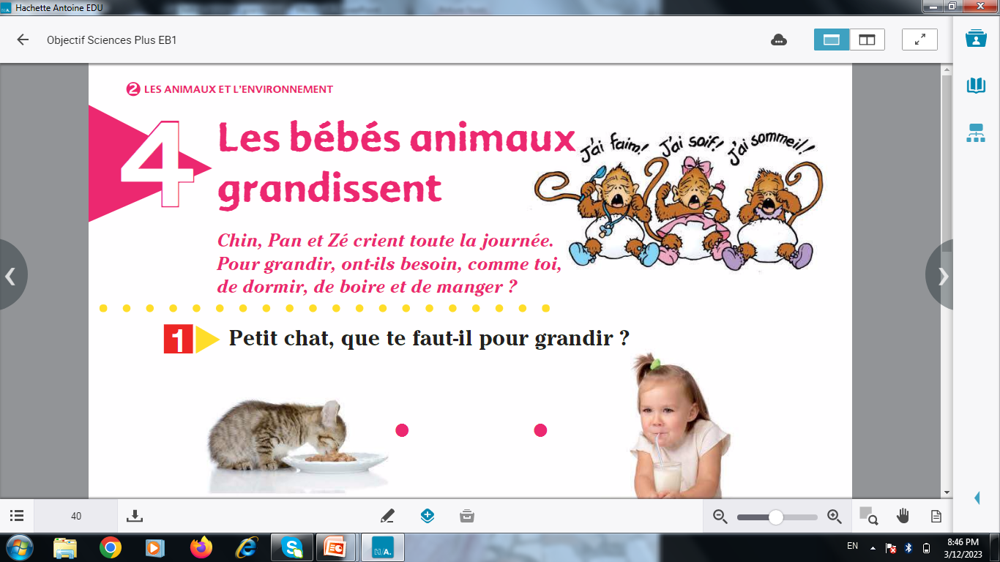 Hachette Antoine EDU
Objectif Sciences Plus EB1
2 LES ANIMAUX ET L'ENVIRONNEMENT
4
Les bébés animaux
grandissent
J'ai faim! J'ai soif! J'ai sommeil!
Chin, Pan et Zé crient toute la journée.
Pour grandir, ont-ils besoin, comme toi,
de dormir, de boire et de manger ?
1 Petit chat, que te faut-il pour grandir ?
40
EN
8:46 PM
3/12/2023